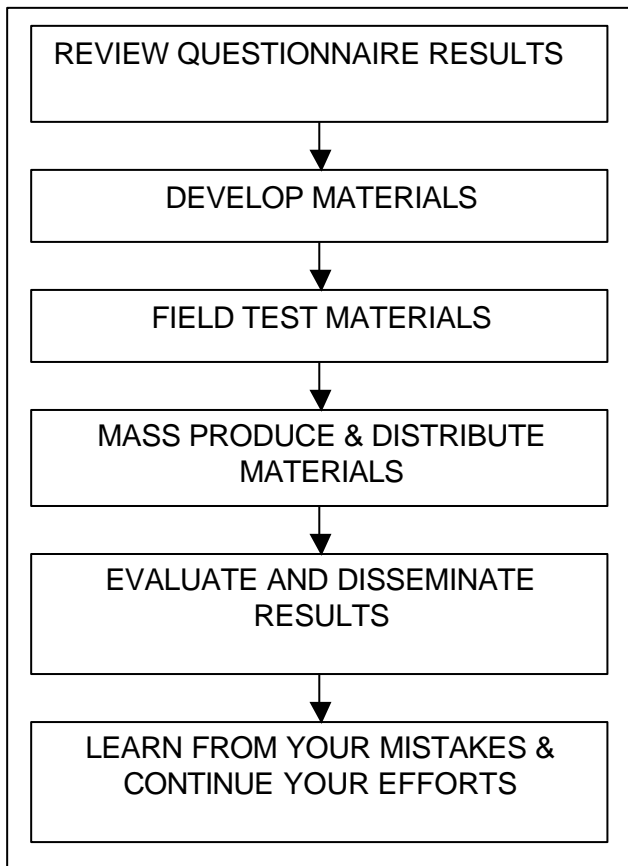 REVIEW QUESTIONNAIRE RESULTS
DEVELOP MATERIALS
FIELD TEST MATERIALS
MASS PRODUCE & DISTRIBUTE
MATERIALS
EVALUATE AND DISSEMINATE
RESULTS
LEARN FROM YOUR MISTAKES &
CONTINUE YOUR EFFORTS